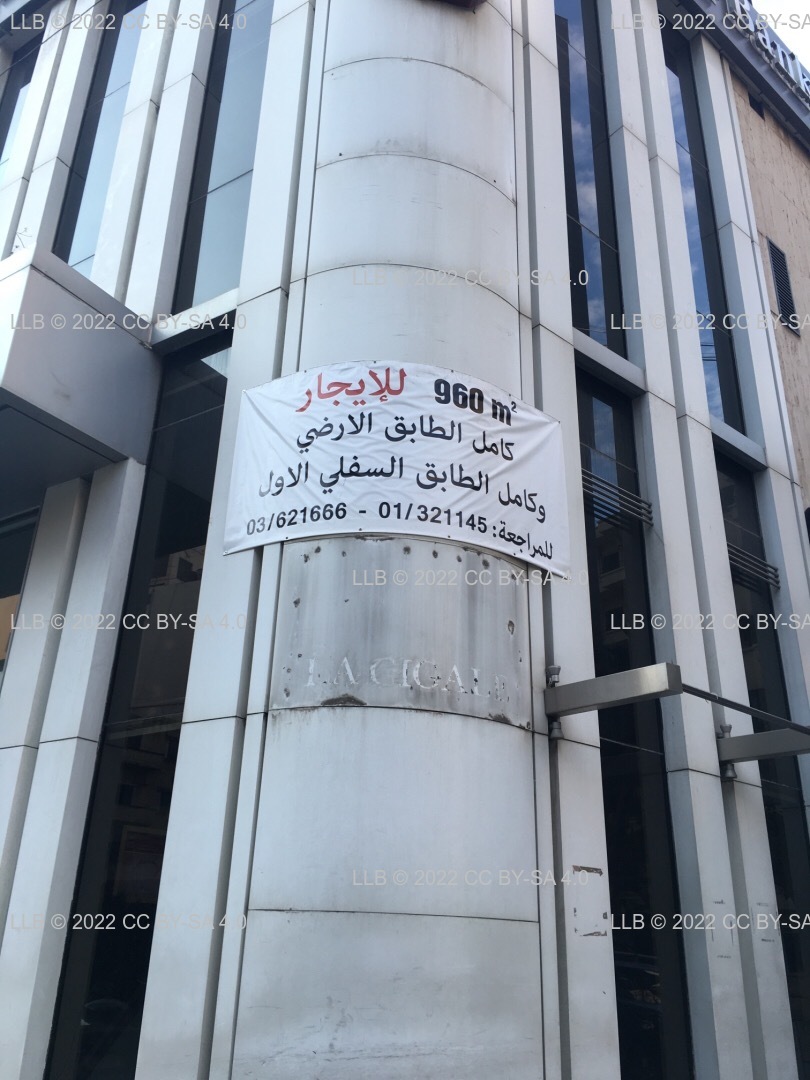 للإيجار 960 m²
كامل الطابق الارضي
وكامل الطابق السفلي الاول
للمراجعة: 01/321145 - 03/621666
LA CIGALE
LLB © 2022 CC BY-SA 4.0